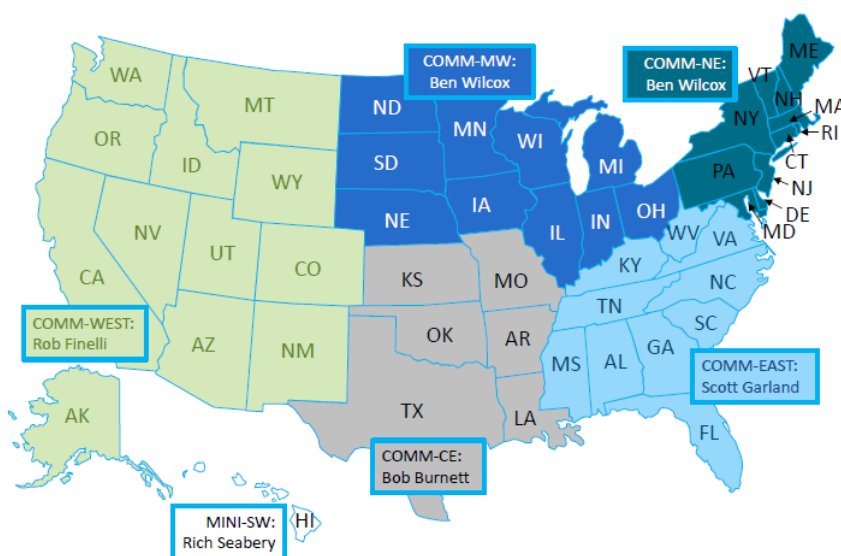 COMM-MW:
Ben Wilcox
COMM-NE:
Ben Wilcox
WA
MT
ND
MN
VT
ME
NH
MA
OR
ID
SD
WI
MI
NY
RI
CT
WY
NE
IA
PA
NJ
DE
MD
NV
UT
CO
IL
IN
OH
WV
VA
CA
KS
MO
KY
NC
COMM-WEST:
Rob Finelli
AZ
NM
OK
AR
TN
SC
MS
AL
GA
COMM-EAST:
Scott Garland
AK
TX
LA
FL
COMM-CE:
Bob Burnett
MINI-SW:
Rich Seabery
HI